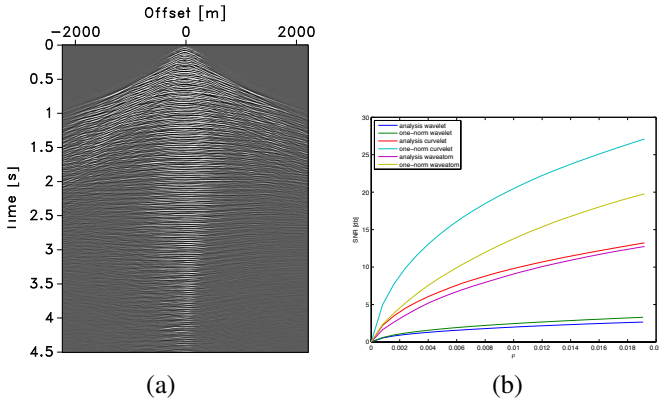 Offset [m]
−2000 0 2000
Time [s]
0
0.5
1
1.5
2
2.5
3
3.5
4
4.5
(a)
30
25
20
15
10
5
0
SNR [db]
analysis wavelet
one−norm wavelet
analysis curvelet
one−norm curvelet
analysis waveatom
one−norm waveatom
0 0.002 0.004 0.006 0.008 0.01 0.012 0.014 0.016 0.018 0.0
ρ
(b)